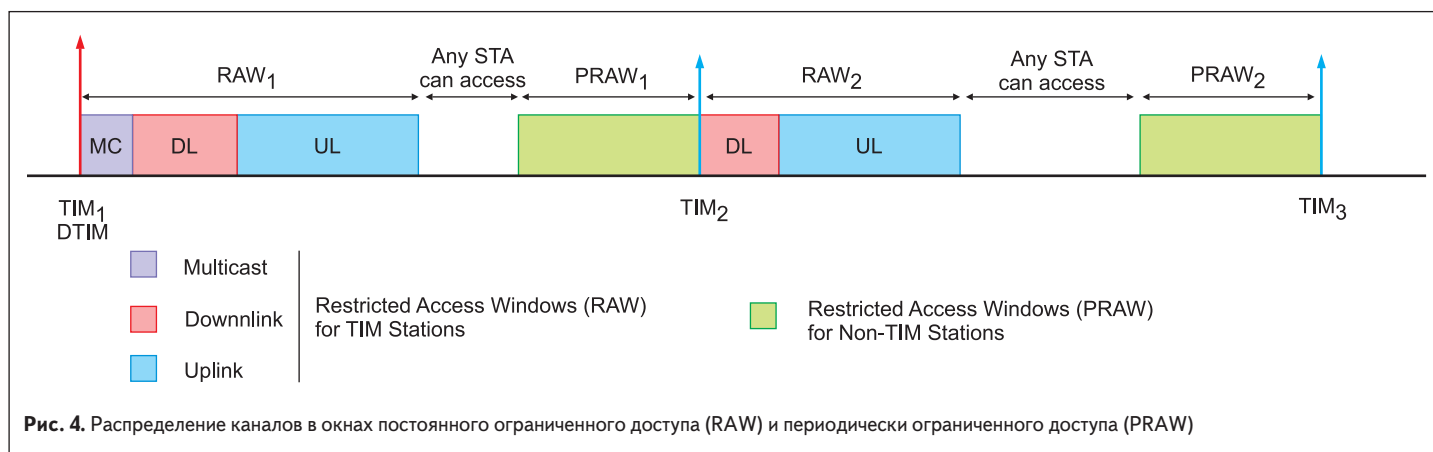 RAW1
Any STA
can access
PRAW1
RAW2
Any STA
can access
PRAW2
MC
DL
UL
DL
UL
TIM1
DTIM
TIM2
TIM3
Multicast
Downnlink
Uplink
Restricted Access Windows (RAW)
for TIM Stations
Restricted Access Windows (PRAW)
for Non-TIM Stations
Рис. 4. Распределение каналов в окнах постоянного ограниченного доступа (RAW) и периодически ограниченного доступа (PRAW)